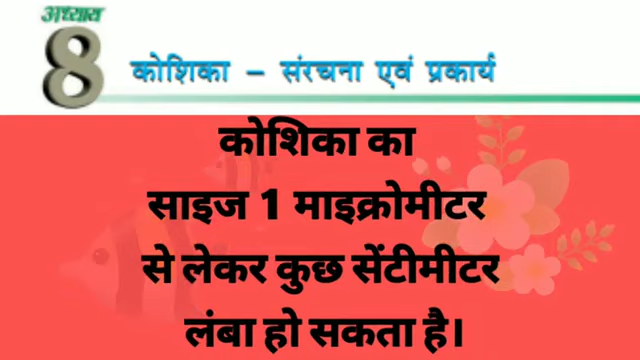 अध्याय
8
कोशिका – संरचना एवं प्रकार्य
कोशिका का
साइज 1 माइक्रोमीटर
से लेकर कुछ सेंटीमीटर
लंबा हो सकता है।